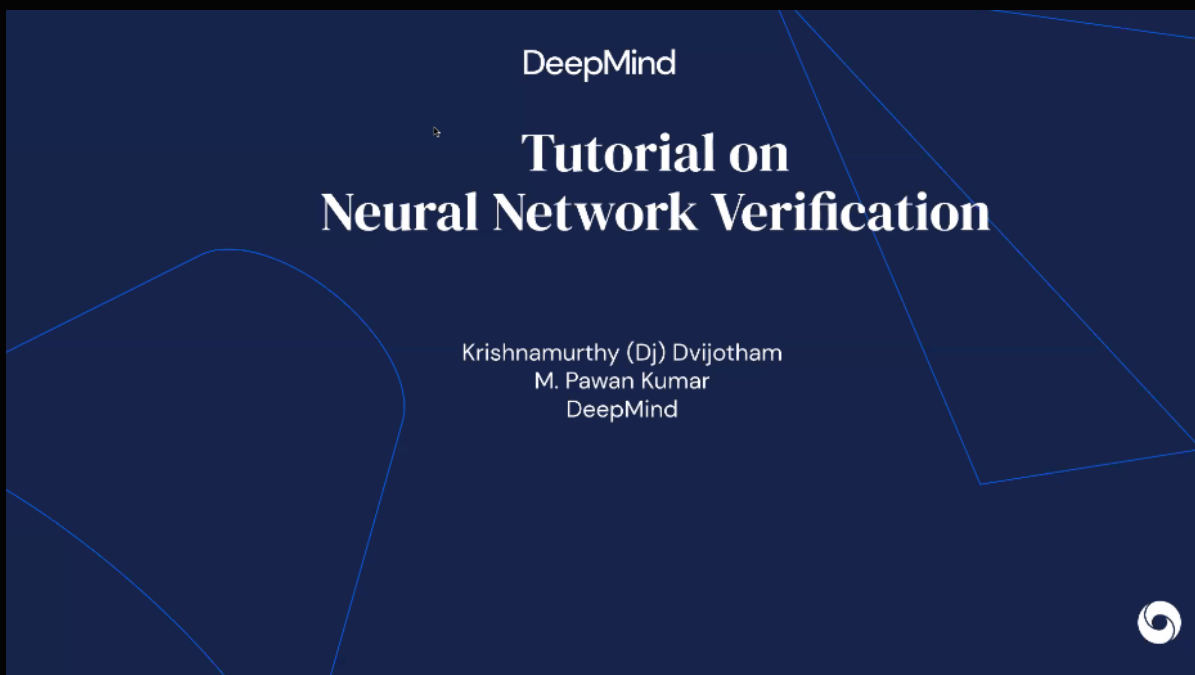 DeepMind
Tutorial on
Neural Network Verification
Krishnamurthy (Dj) Dvijotham
M. Pawan Kumar
DeepMind